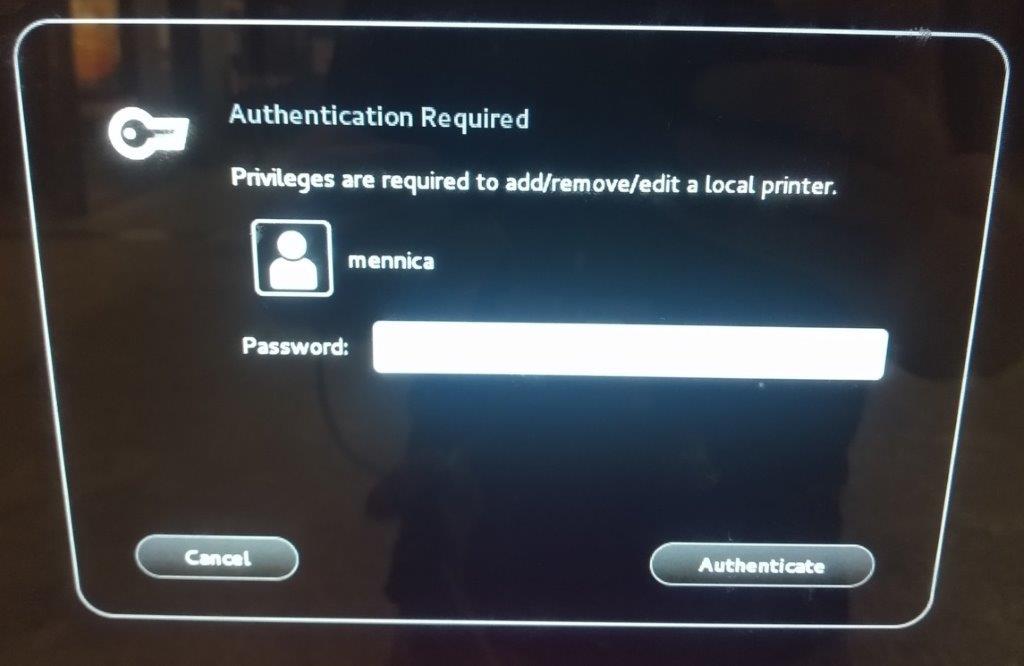 Authentication Required
Privileges are required to add/remove/edit a local printer.
mennica
Password:
Cancel
Authenticate